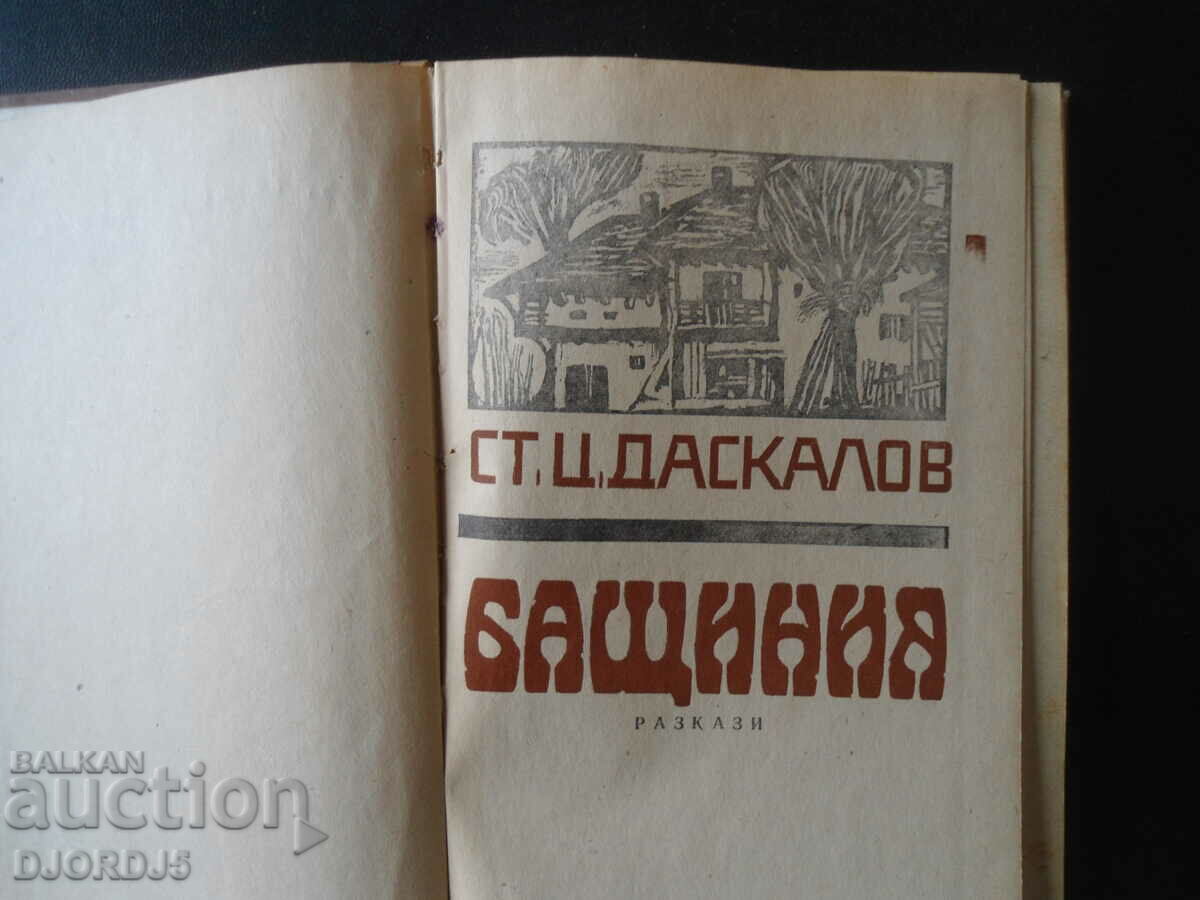 СТ. Ц. ДАСКАЛОВ
БАЩИНИЯ
РАЗКАЗИ
BALKAN
auction
DJORDJ5